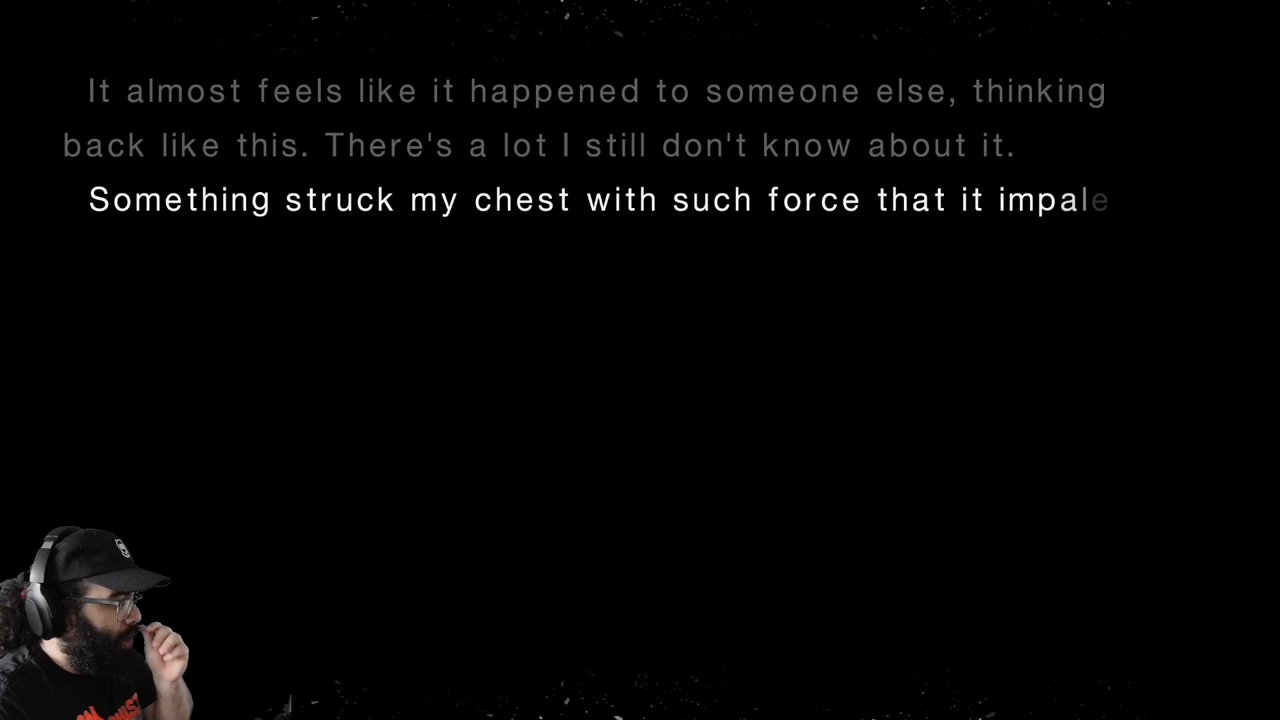 It almost feels like it happened to someone else, thinking
back like this. There's a lot I still don't know about it.
Something struck my chest with such force that it impale